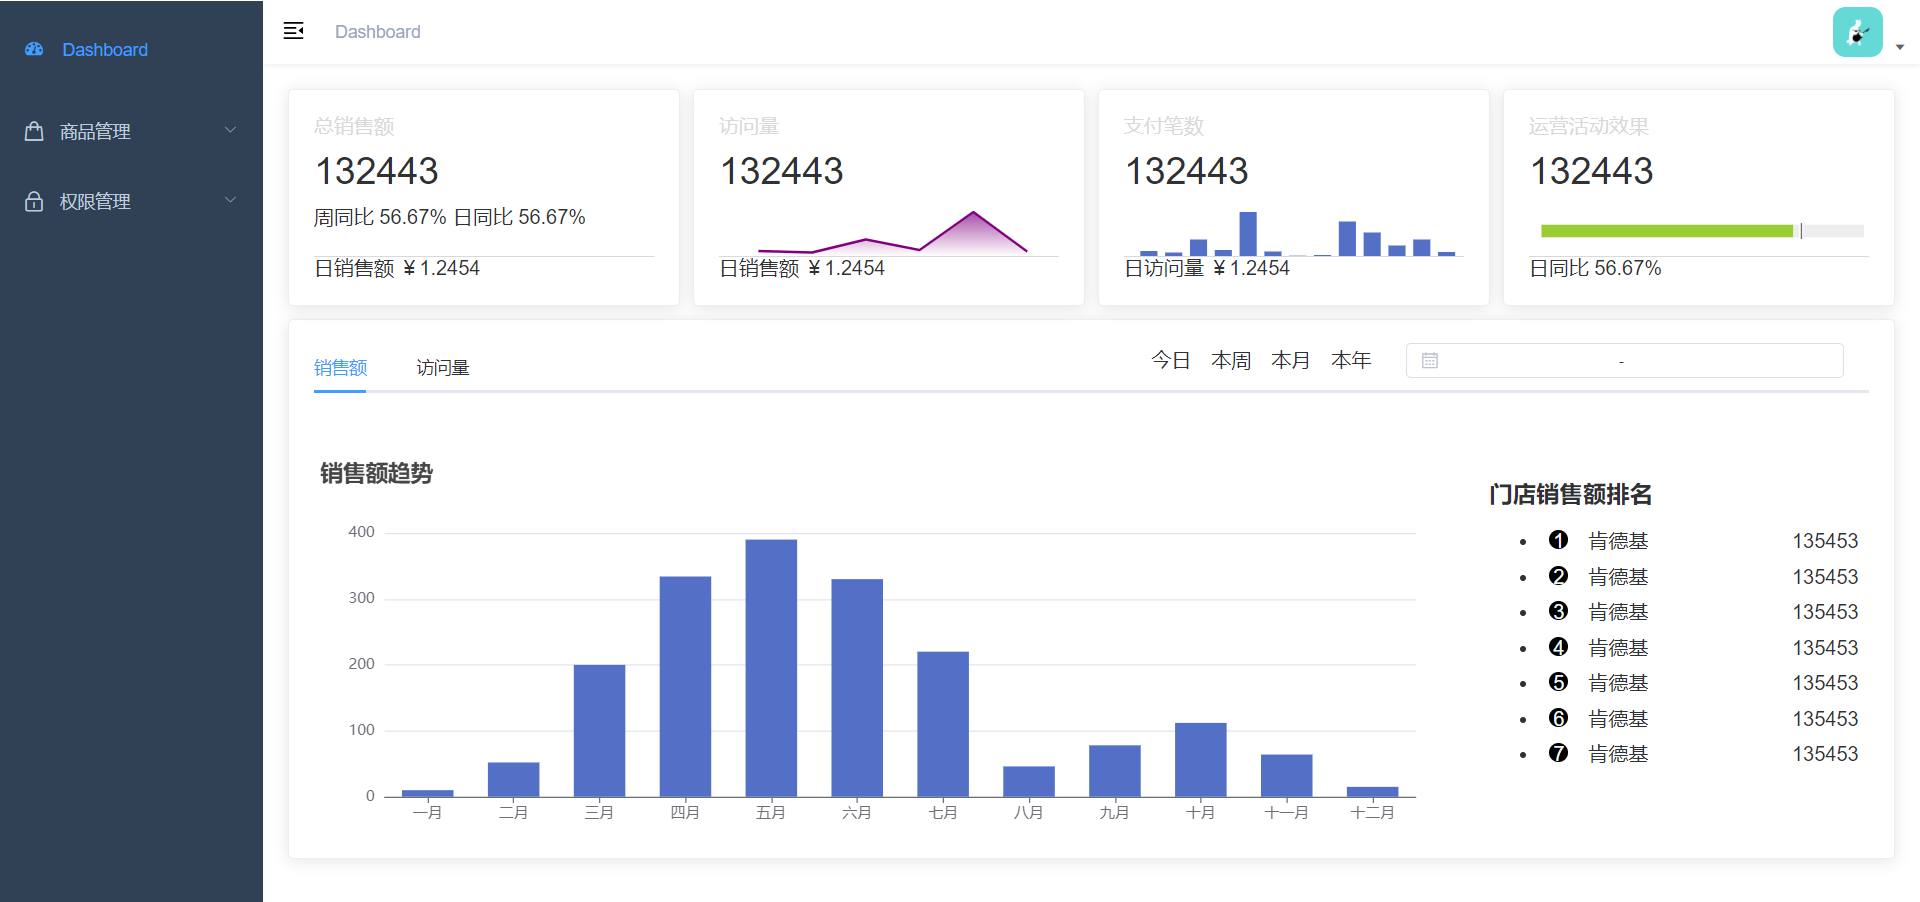 Dashboard
商品管理
权限管理
Dashboard
总销售额
132443
周同比 56.67% 日同比 56.67%
日销售额 ¥1.2454
访问量
132443
日销售额 ¥1.2454
支付笔数
132443
日访问量 ¥1.2454
运营活动效果
132443
日同比 56.67%
销售额 访问量
今日 本周 本月 本年 -
销售额趋势
400
300
200
100
0
一月 二月 三月 四月 五月 六月 七月 八月 九月 十月 十一月 十二月
门店销售额排名
• 1 肯德基 135453
• 2 肯德基 135453
• 3 肯德基 135453
• 4 肯德基 135453
• 5 肯德基 135453
• 6 肯德基 135453
• 7 肯德基 135453